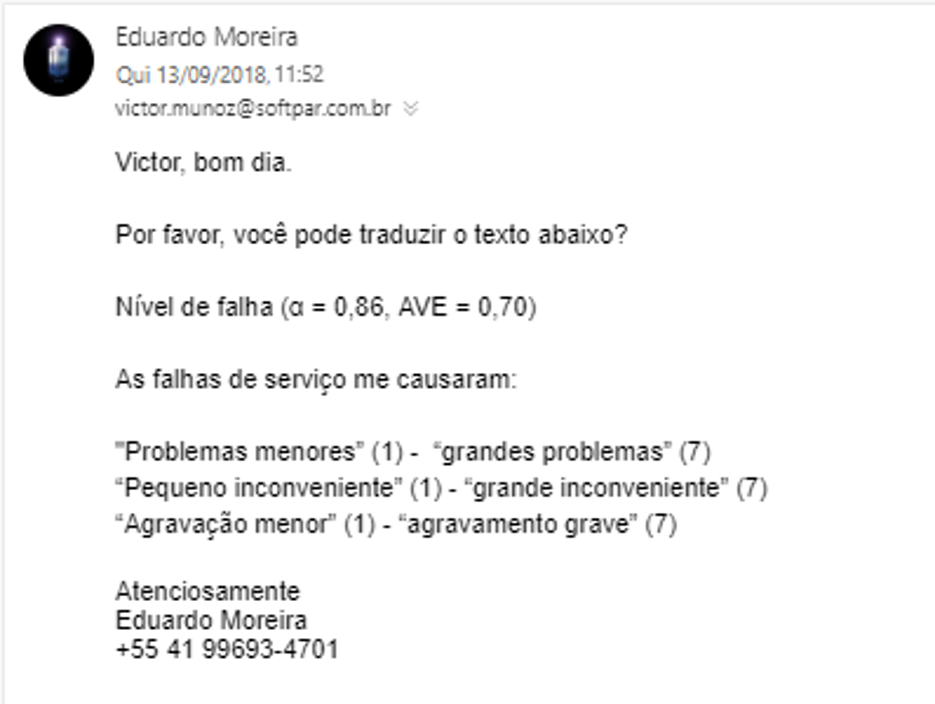 Eduardo Moreira
Qui 13/09/2018, 11:52
victor.munoz@softpar.com.br
Victor, bom dia.
Por favor, você pode traduzir o texto abaixo?
Nível de falha (α = 0,86, AVE = 0,70)
As falhas de serviço me causaram:
"Problemas menores” (1) -  “grandes problemas” (7)
“Pequeno inconveniente” (1) - “grande inconveniente” (7)
“Agravação menor” (1) - “agravamento grave” (7)
Atenciosamente
Eduardo Moreira
+55 41 99693-4701